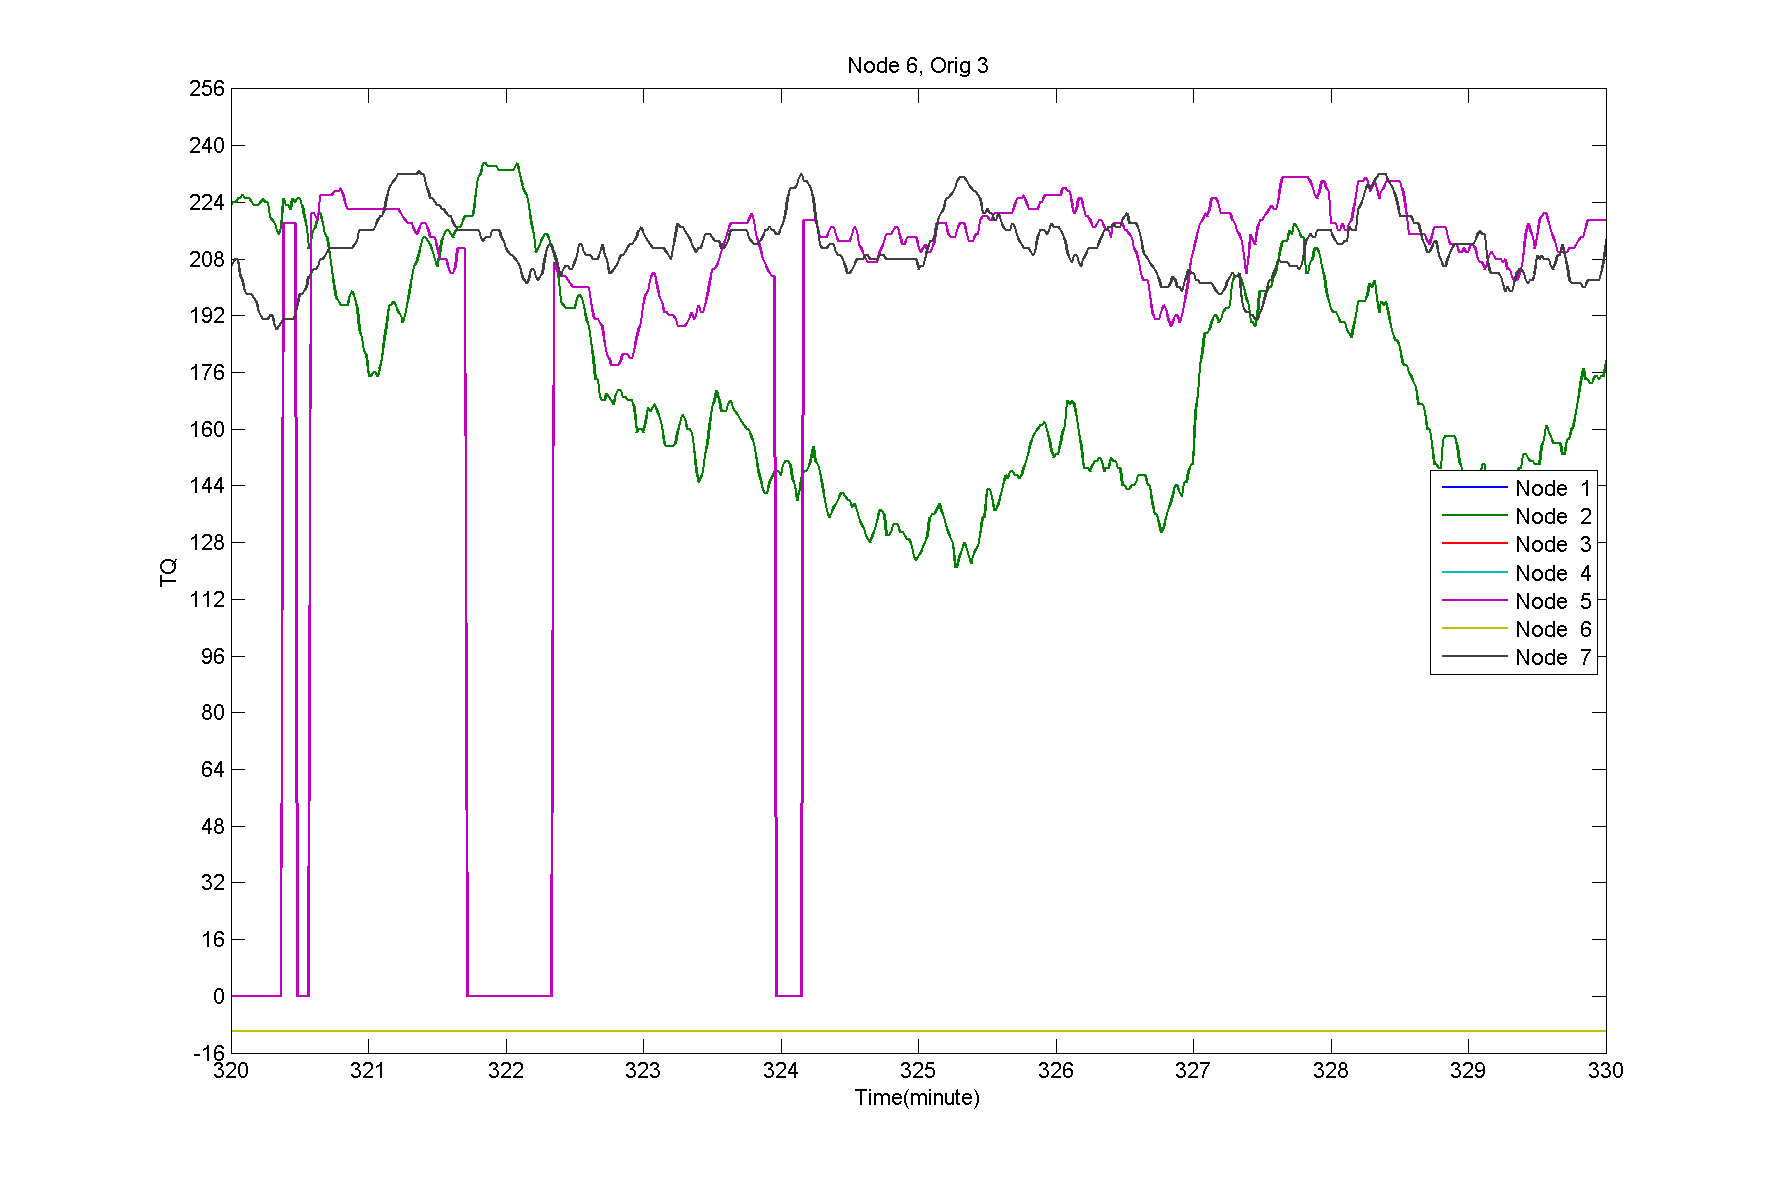 Node 6, Orig 3
256
240
224
208
192
176
160
144
128
112
96
80
64
48
32
16
0
-16
TQ
320 321 322 323 324 325 326 327 328 329 330
Time(minute)
Node 1
Node 2
Node 3
Node 4
Node 5
Node 6
Node 7